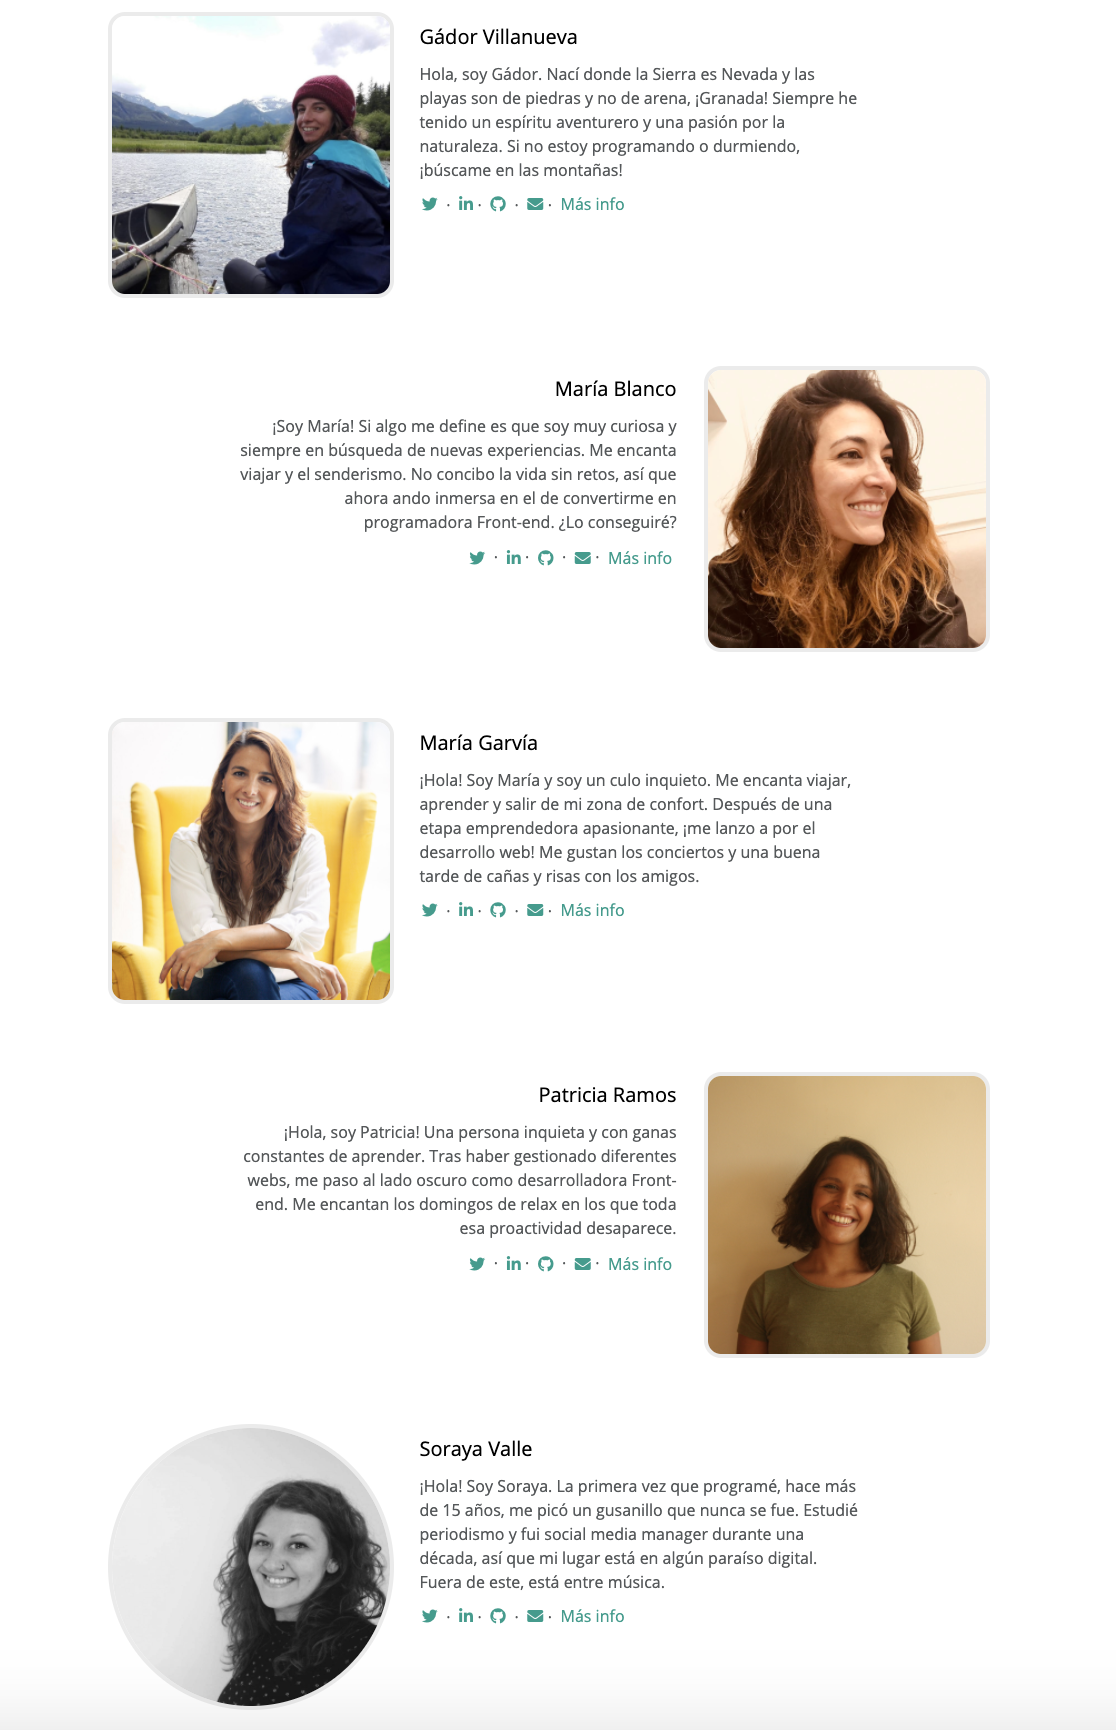 Gádor Villanueva
Hola, soy Gádor. Nací donde la Sierra es Nevada y las
playas son de piedras y no de arena, ¡Granada! Siempre he
tenido un espíritu aventurero y una pasión por la
naturaleza. Si no estoy programando o durmiendo,
¡búscame en las montañas!
· · · · Más info
María Blanco
¡Soy María! Si algo me define es que soy muy curiosa y
siempre en búsqueda de nuevas experiencias. Me encanta
viajar y el senderismo. No concibo la vida sin retos, así que
ahora ando inmersa en el de convertirme en
programadora Front-end. ¿Lo conseguiré?
· · · · Más info
María Garvía
¡Hola! Soy María y soy un culo inquieto. Me encanta viajar,
aprender y salir de mi zona de confort. Después de una
etapa emprendedora apasionante, ¡me lanzo a por el
desarrollo web! Me gustan los conciertos y una buena
tarde de cañas y risas con los amigos.
· · · · Más info
Patricia Ramos
¡Hola, soy Patricia! Una persona inquieta y con ganas
constantes de aprender. Tras haber gestionado diferentes
webs, me paso al lado oscuro como desarrolladora Front-
end. Me encantan los domingos de relax en los que toda
esa proactividad desaparece.
· · · · Más info
Soraya Valle
¡Hola! Soy Soraya. La primera vez que programé, hace más
de 15 años, me picó un gusanillo que nunca se fue. Estudié
periodismo y fui social media manager durante una
década, así que mi lugar está en algún paraíso digital.
Fuera de este, está entre música.
· · · · Más info